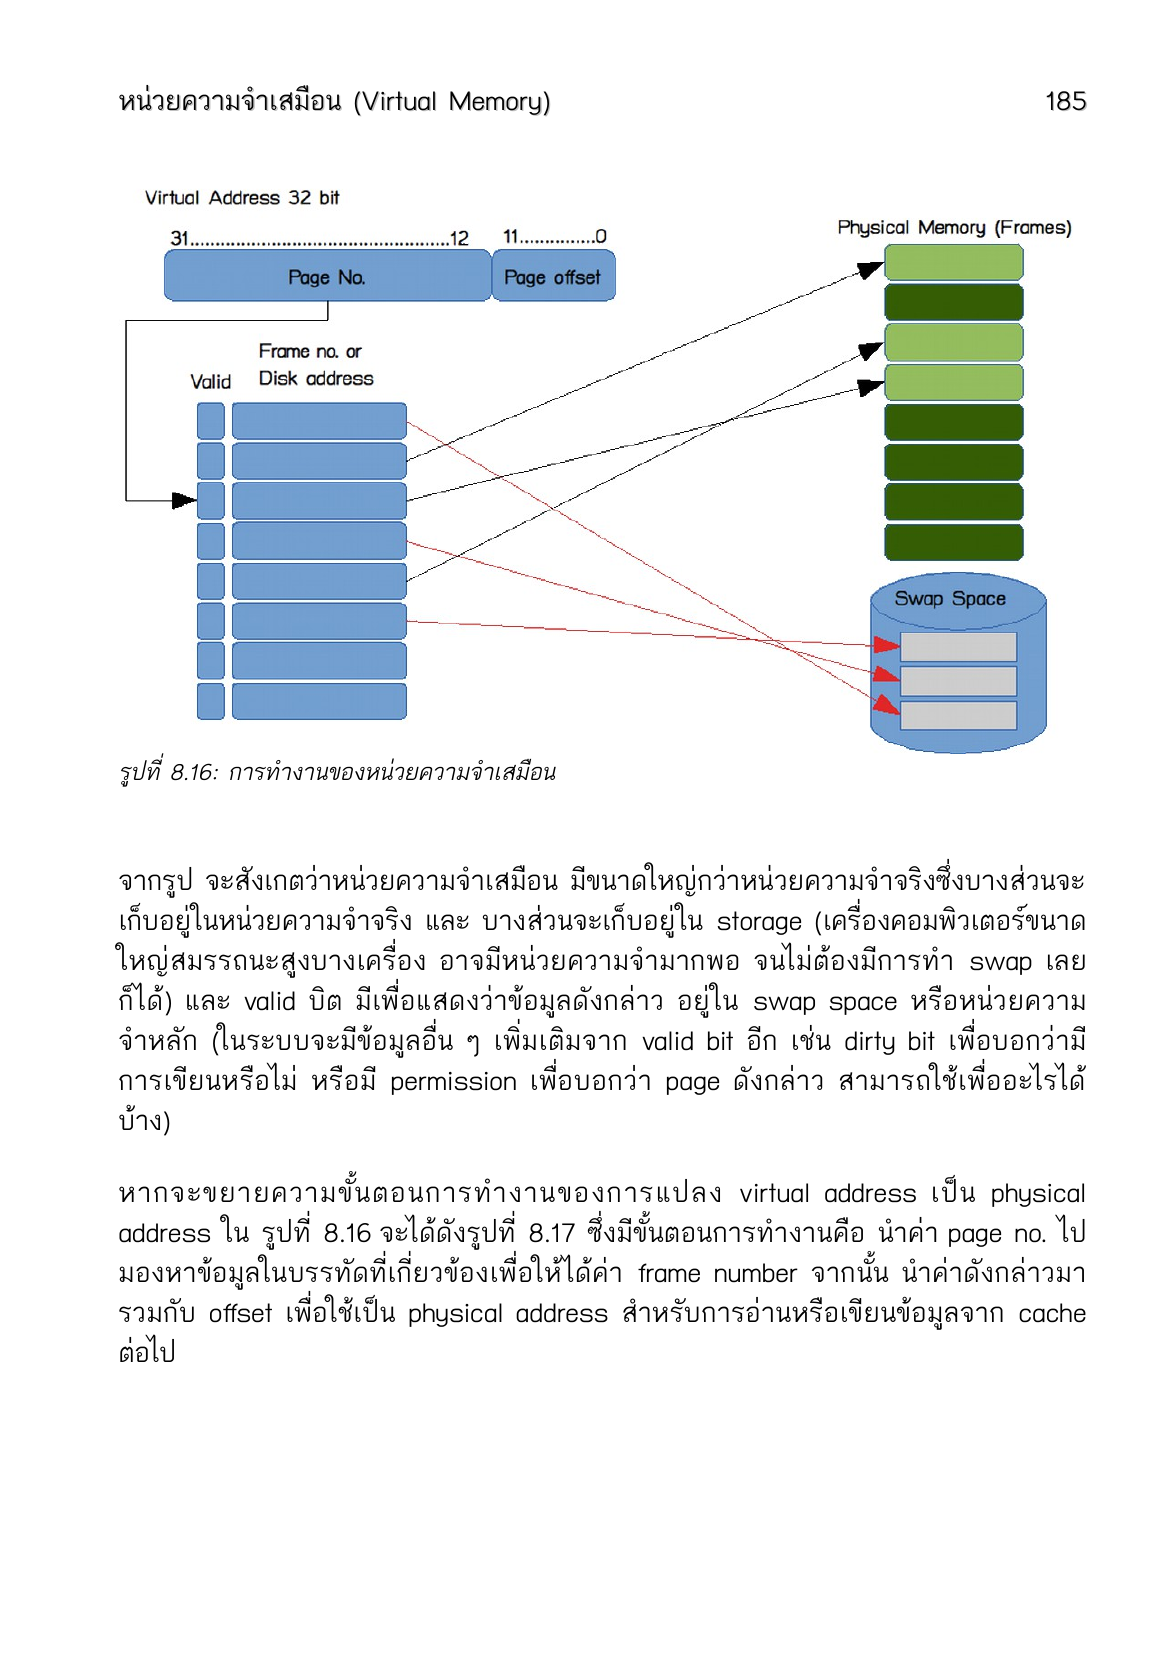 หน่วยความจำเสมือน (Virtual Memory) 185
Virtual Address 32 bit
31....................................................12 11...............0
Page No. Page offset
Physical Memory (Frames)
Frame no. or
Valid Disk address
Swap Space
รูปที่ 8.16: การทำงานของหน่วยความจำเสมือน
จากรูป จะสังเกตว่าหน่วยความจำเสมือน มีขนาดใหญ่กว่าหน่วยความจำจริงซึ่งบางส่วนจะ
เก็บอยู่ในหน่วยความจำจริง และ บางส่วนจะเก็บอยู่ใน storage (เครื่องคอมพิวเตอร์ขนาด
ใหญ่สมรรถนะสูงบางเครื่อง อาจมีหน่วยความจำมากพอ จนไม่ต้องมีการทำ swap เลย
ก็ได้) และ valid บิต มีเพื่อแสดงว่าข้อมูลดังกล่าว อยู่ใน swap space หรือหน่วยความ
จำหลัก (ในระบบจะมีข้อมูลอื่น ๆ เพิ่มเติมจาก valid bit อีก เช่น dirty bit เพื่อบอกว่ามี
การเขียนหรือไม่ หรือมี permission เพื่อบอกว่า page ดังกล่าว สามารถใช้เพื่ออะไรได้
บ้าง)
หากจะขยายความขั้นตอนการทำงานของการแปลง virtual address เป็น physical
address ใน รูปที่ 8.16 จะได้ดังรูปที่ 8.17 ซึ่งมีขั้นตอนการทำงานคือ นำค่า page no. ไป
มองหาข้อมูลในบรรทัดที่เกี่ยวข้องเพื่อให้ได้ค่า frame number จากนั้น นำค่าดังกล่าวมา
รวมกับ offset เพื่อใช้เป็น physical address สำหรับการอ่านหรือเขียนข้อมูลจาก cache
ต่อไป